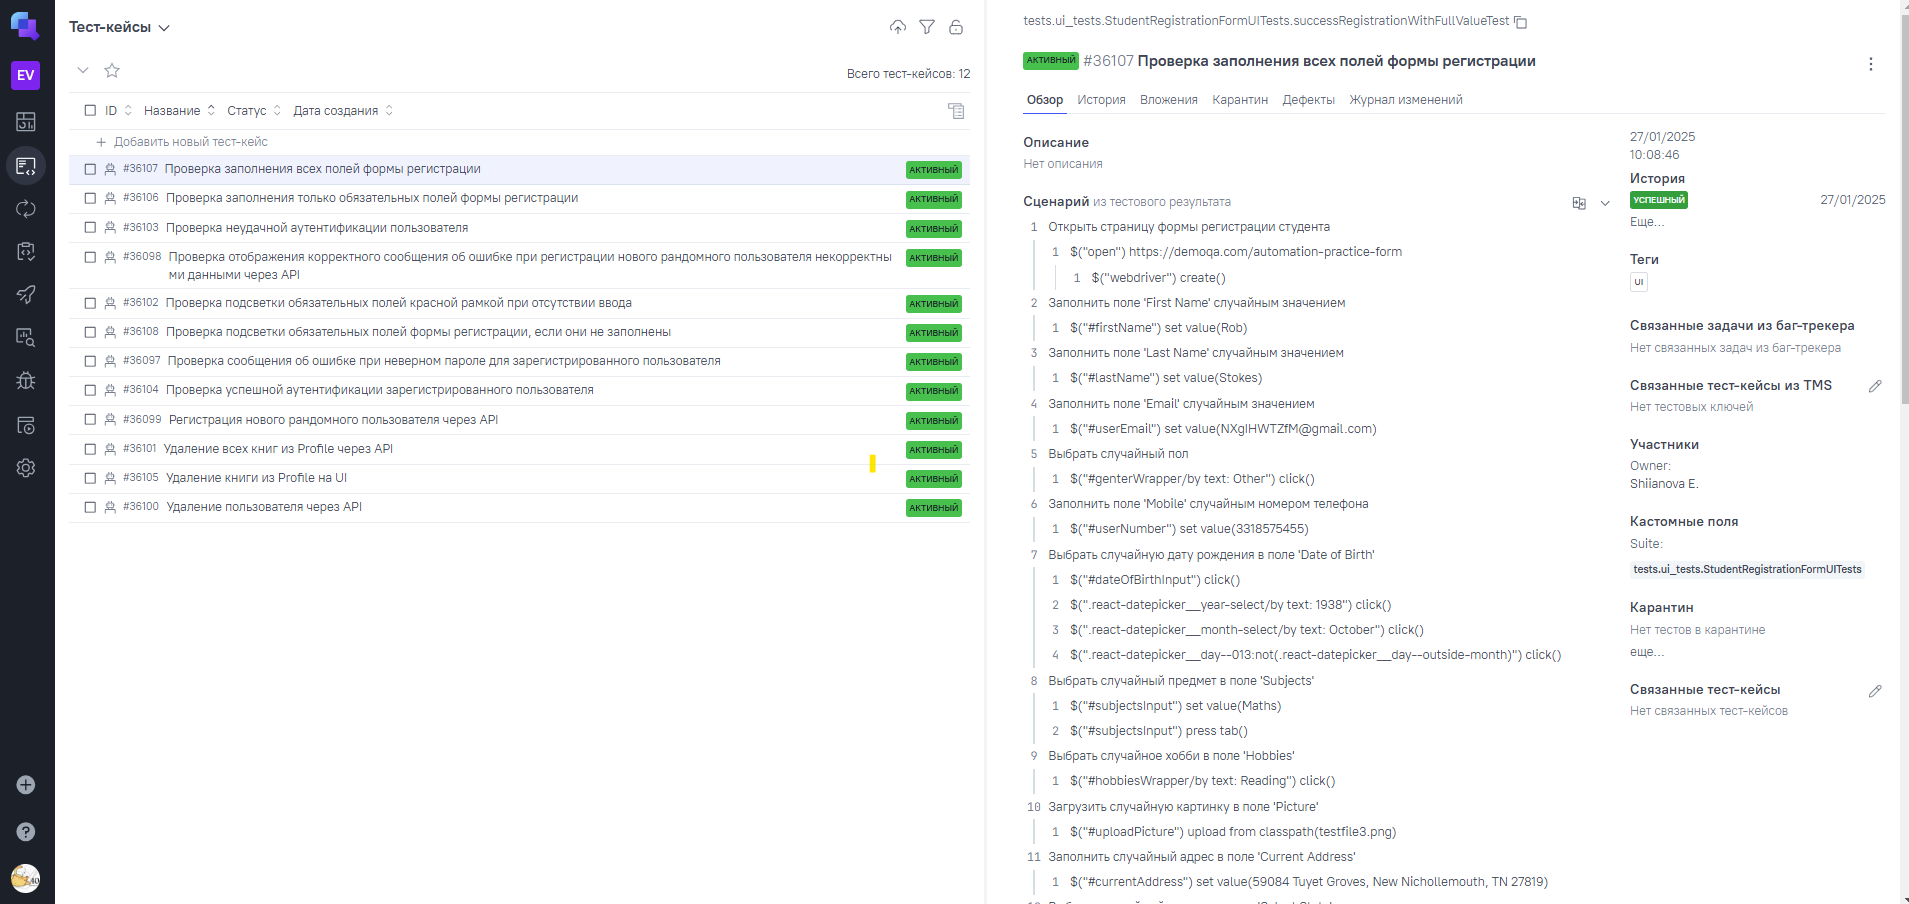 EV
Тест-кейсы
Всего тест-кейсов: 12
ID Название Статус Дата создания
Добавить новый тест-кейс
#36107 Проверка заполнения всех полей формы регистрации АКТИВНЫЙ
#36106 Проверка заполнения только обязательных полей формы регистрации АКТИВНЫЙ
#36103 Проверка неудачной аутентификации пользователя АКТИВНЫЙ
#36098 Проверка отображения корректного сообщения об ошибке при регистрации нового рандомного пользователя некорректны АКТИВНЫЙ
ми данными через API
#36102 Проверка подсветки обязательных полей красной рамкой при отсутствии ввода АКТИВНЫЙ
#36108 Проверка подсветки обязательных полей формы регистрации, если они не заполнены АКТИВНЫЙ
#36097 Проверка сообщения об ошибке при неверном пароле для зарегистрированного пользователя АКТИВНЫЙ
#36104 Проверка успешной аутентификации зарегистрированного пользователя АКТИВНЫЙ
#36099 Регистрация нового рандомного пользователя через API АКТИВНЫЙ
#36101 Удаление всех книг из Profile через API АКТИВНЫЙ
#36105 Удаление книги из Profile на UI АКТИВНЫЙ
#36100 Удаление пользователя через API АКТИВНЫЙ
tests.ui_tests.StudentRegistrationFormUITests.successRegistrationWithFullValueTest
АКТИВНЫЙ #36107 Проверка заполнения всех полей формы регистрации
Обзор История Вложения Карантин Дефекты Журнал изменений
Описание
Нет описания
Сценарий из тестового результата
1 Открыть страницу формы регистрации студента
1 $("open") https://demoqa.com/automation-practice-form
1 $("webdriver") create()
2 Заполнить поле 'First Name' случайным значением
1 $("#firstName") set value(Rob)
3 Заполнить поле 'Last Name' случайным значением
1 $("#lastName") set value(Stokes)
4 Заполнить поле 'Email' случайным значением
1 $("#userEmail") set value(NXgIHWTZfM@gmail.com)
5 Выбрать случайный пол
1 $("#genterWrapper/by text: Other") click()
6 Заполнить поле 'Mobile' случайным номером телефона
1 $("#userNumber") set value(3318575455)
7 Выбрать случайную дату рождения в поле 'Date of Birth'
1 $("#dateOfBirthInput") click()
2 $(".react-datepicker__year-select/by text: 1938") click()
3 $(".react-datepicker__month-select/by text: October") click()
4 $(".react-datepicker__day--013:not(.react-datepicker__day--outside-month)") click()
8 Выбрать случайный предмет в поле 'Subjects'
1 $("#subjectsInput") set value(Maths)
2 $("#subjectsInput") press tab()
9 Выбрать случайное хобби в поле 'Hobbies'
1 $("#hobbiesWrapper/by text: Reading") click()
10 Загрузить случайную картинку в поле 'Picture'
1 $("#uploadPicture") upload from classpath(testfile3.png)
11 Заполнить случайный адрес в поле 'Current Address'
1 $("#currentAddress") set value(59084 Tuyet Groves, New Nichollemouth, TN 27819)
27/01/2025
10:08:46
История
УСПЕШНЫЙ 27/01/2025
Еще...
Теги
UI
Связанные задачи из баг-трекера
Нет связанных задач из баг-трекера
Связанные тест-кейсы из TMS
Нет тестовых ключей
Участники
Owner:
Shiianova E.
Кастомные поля
Suite:
tests.ui_tests.StudentRegistrationFormUITests
Карантин
Нет тестов в карантине
еще...
Связанные тест-кейсы
Нет связанных тест-кейсов